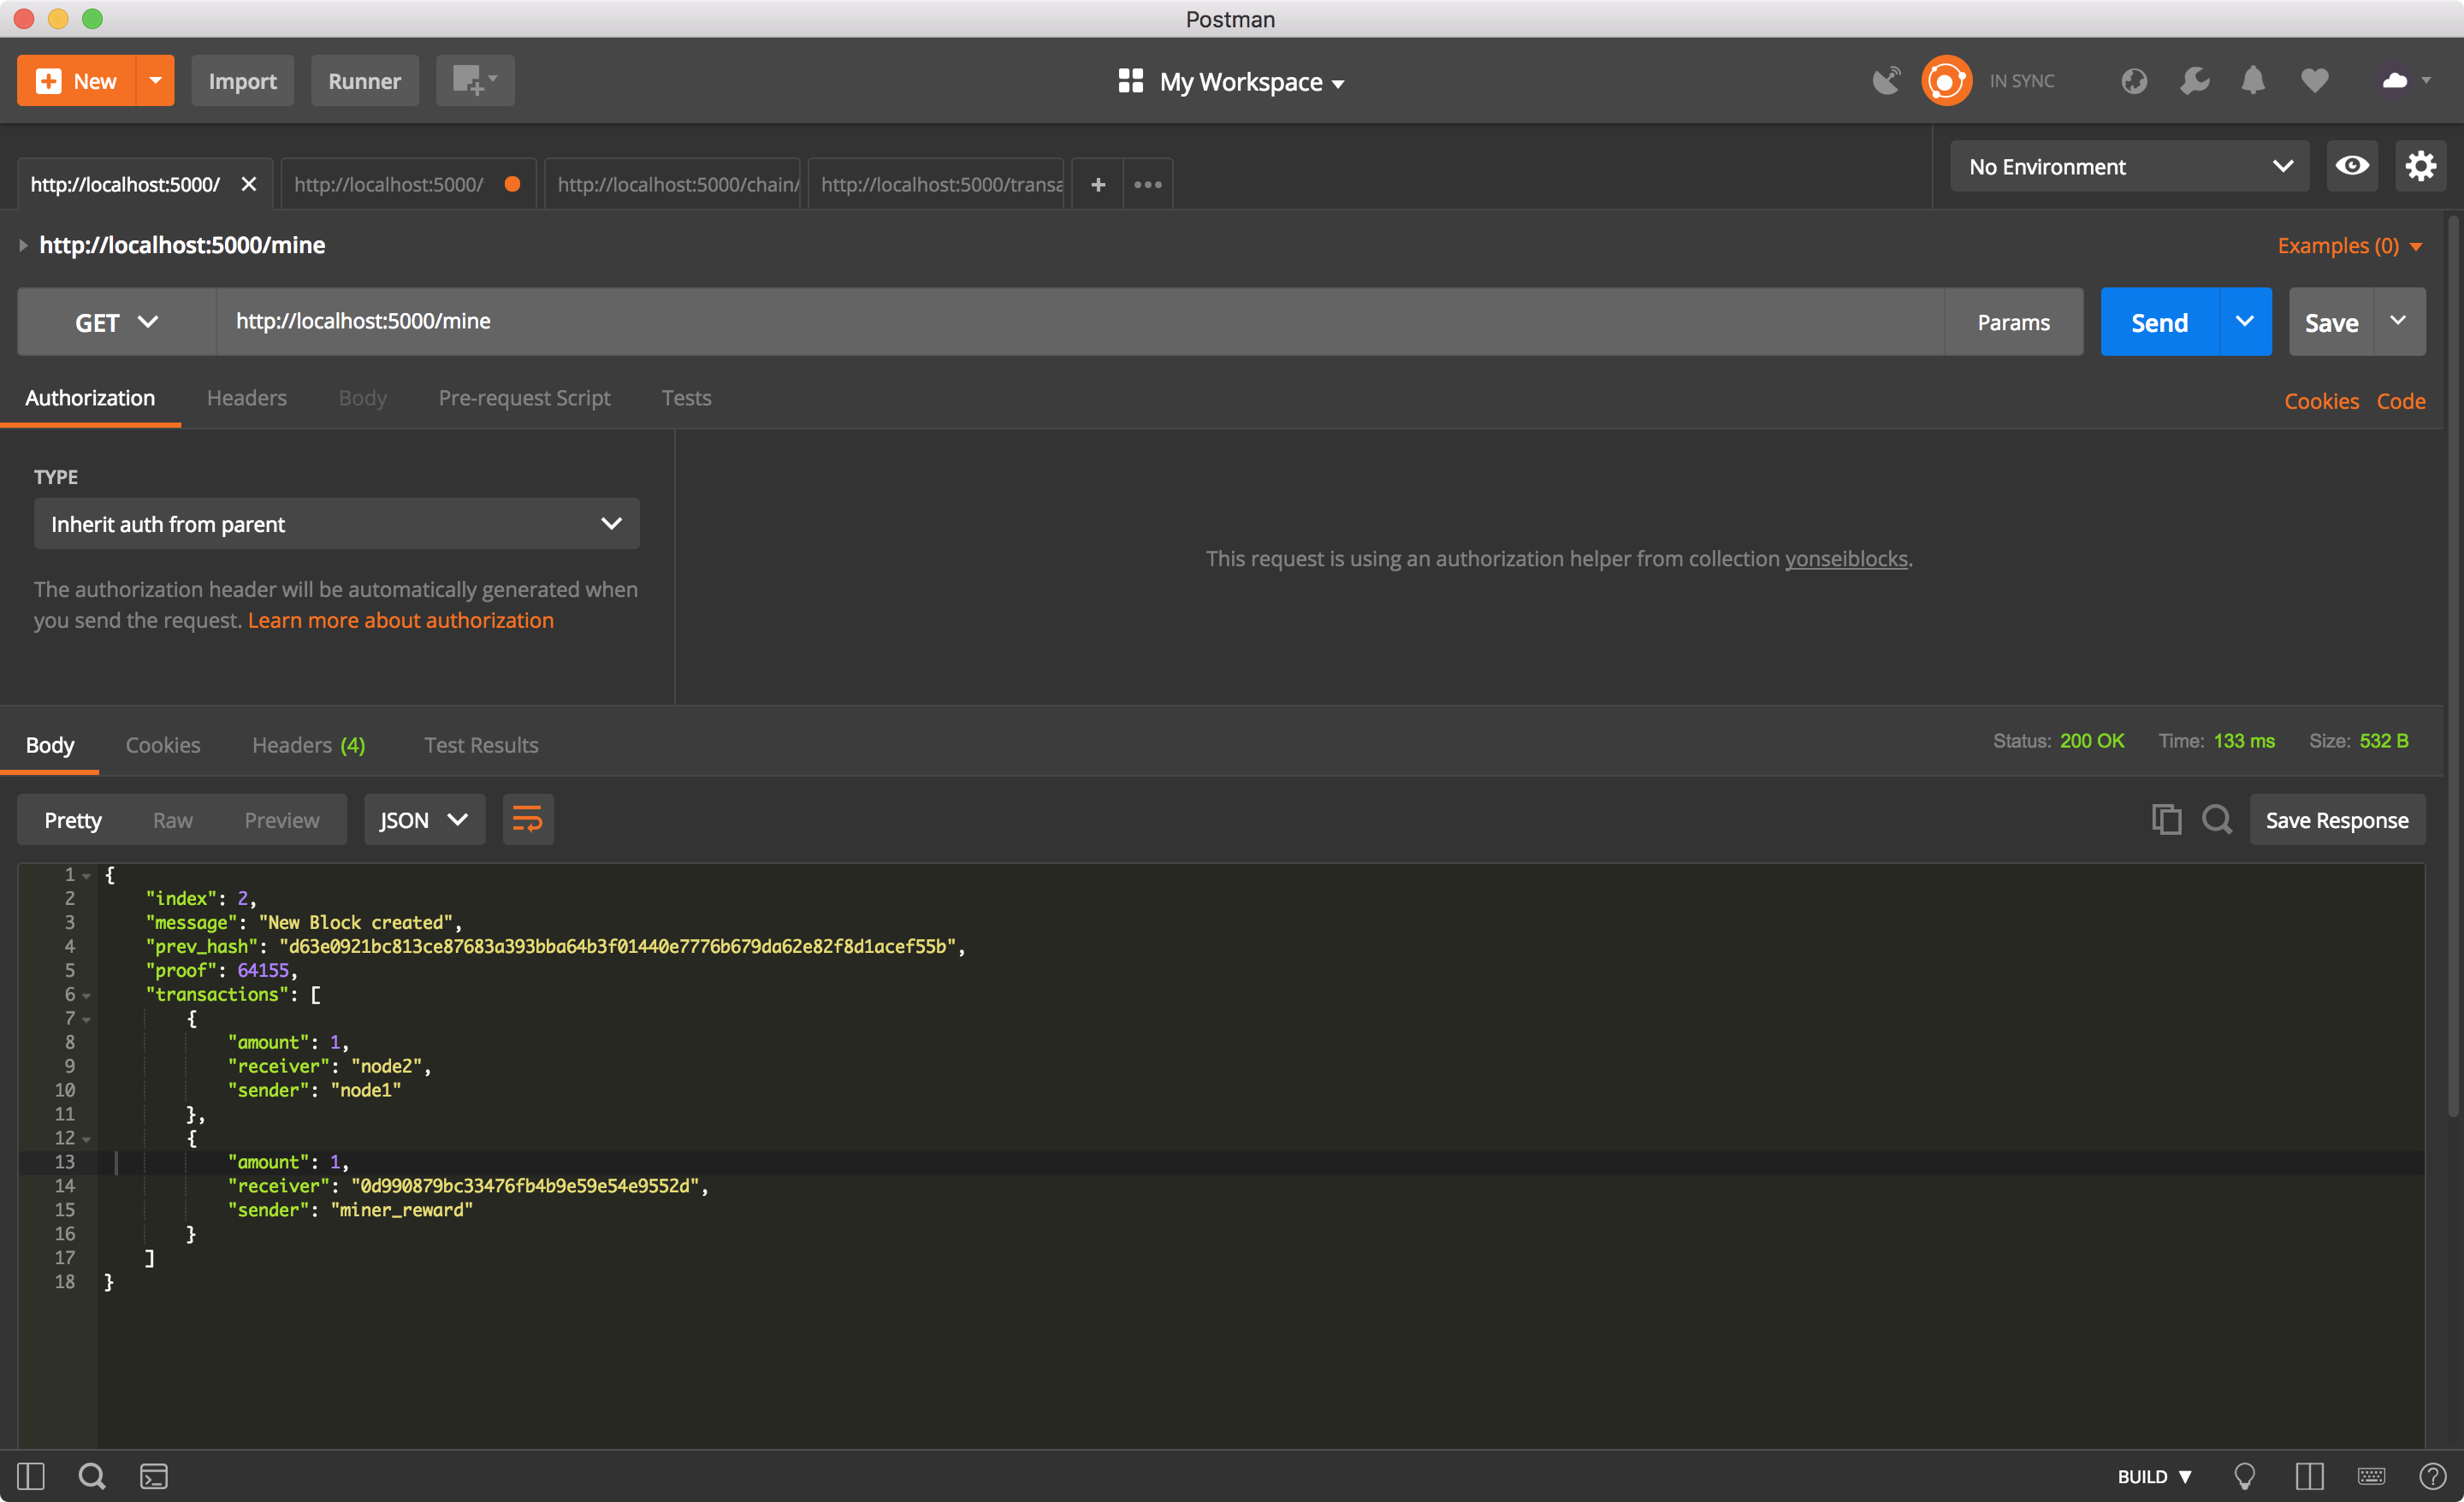 Postman
New
Import
Runner
My Workspace
IN SYNC
http://localhost:5000/
http://localhost:5000/
http://localhost:5000/chain/
http://localhost:5000/transa
No Environment
http://localhost:5000/mine
Examples (0)
GET
http://localhost:5000/mine
Params
Send
Save
Authorization
Headers
Body
Pre-request Script
Tests
Cookies
Code
TYPE
Inherit auth from parent
The authorization header will be automatically generated when
you send the request. Learn more about authorization
This request is using an authorization helper from collection yonseiblocks.
Body
Cookies
Headers (4)
Test Results
Status: 200 OK
Time: 133 ms
Size: 532 B
Pretty
Raw
Preview
JSON
Save Response
1 {
2 "index": 2,
3 "message": "New Block created",
4 "prev_hash": "d63e0921bc813ce87683a393bba64b3f01440e7776b679da62e82f8d1acef55b",
5 "proof": 64155,
6 "transactions": [
7 {
8 "amount": 1,
9 "receiver": "node2",
10 "sender": "node1"
11 },
12 {
13 "amount": 1,
14 "receiver": "0d990879bc33476fb4b9e59e54e9552d",
15 "sender": "miner_reward"
16 }
17 ]
18 }
BUILD